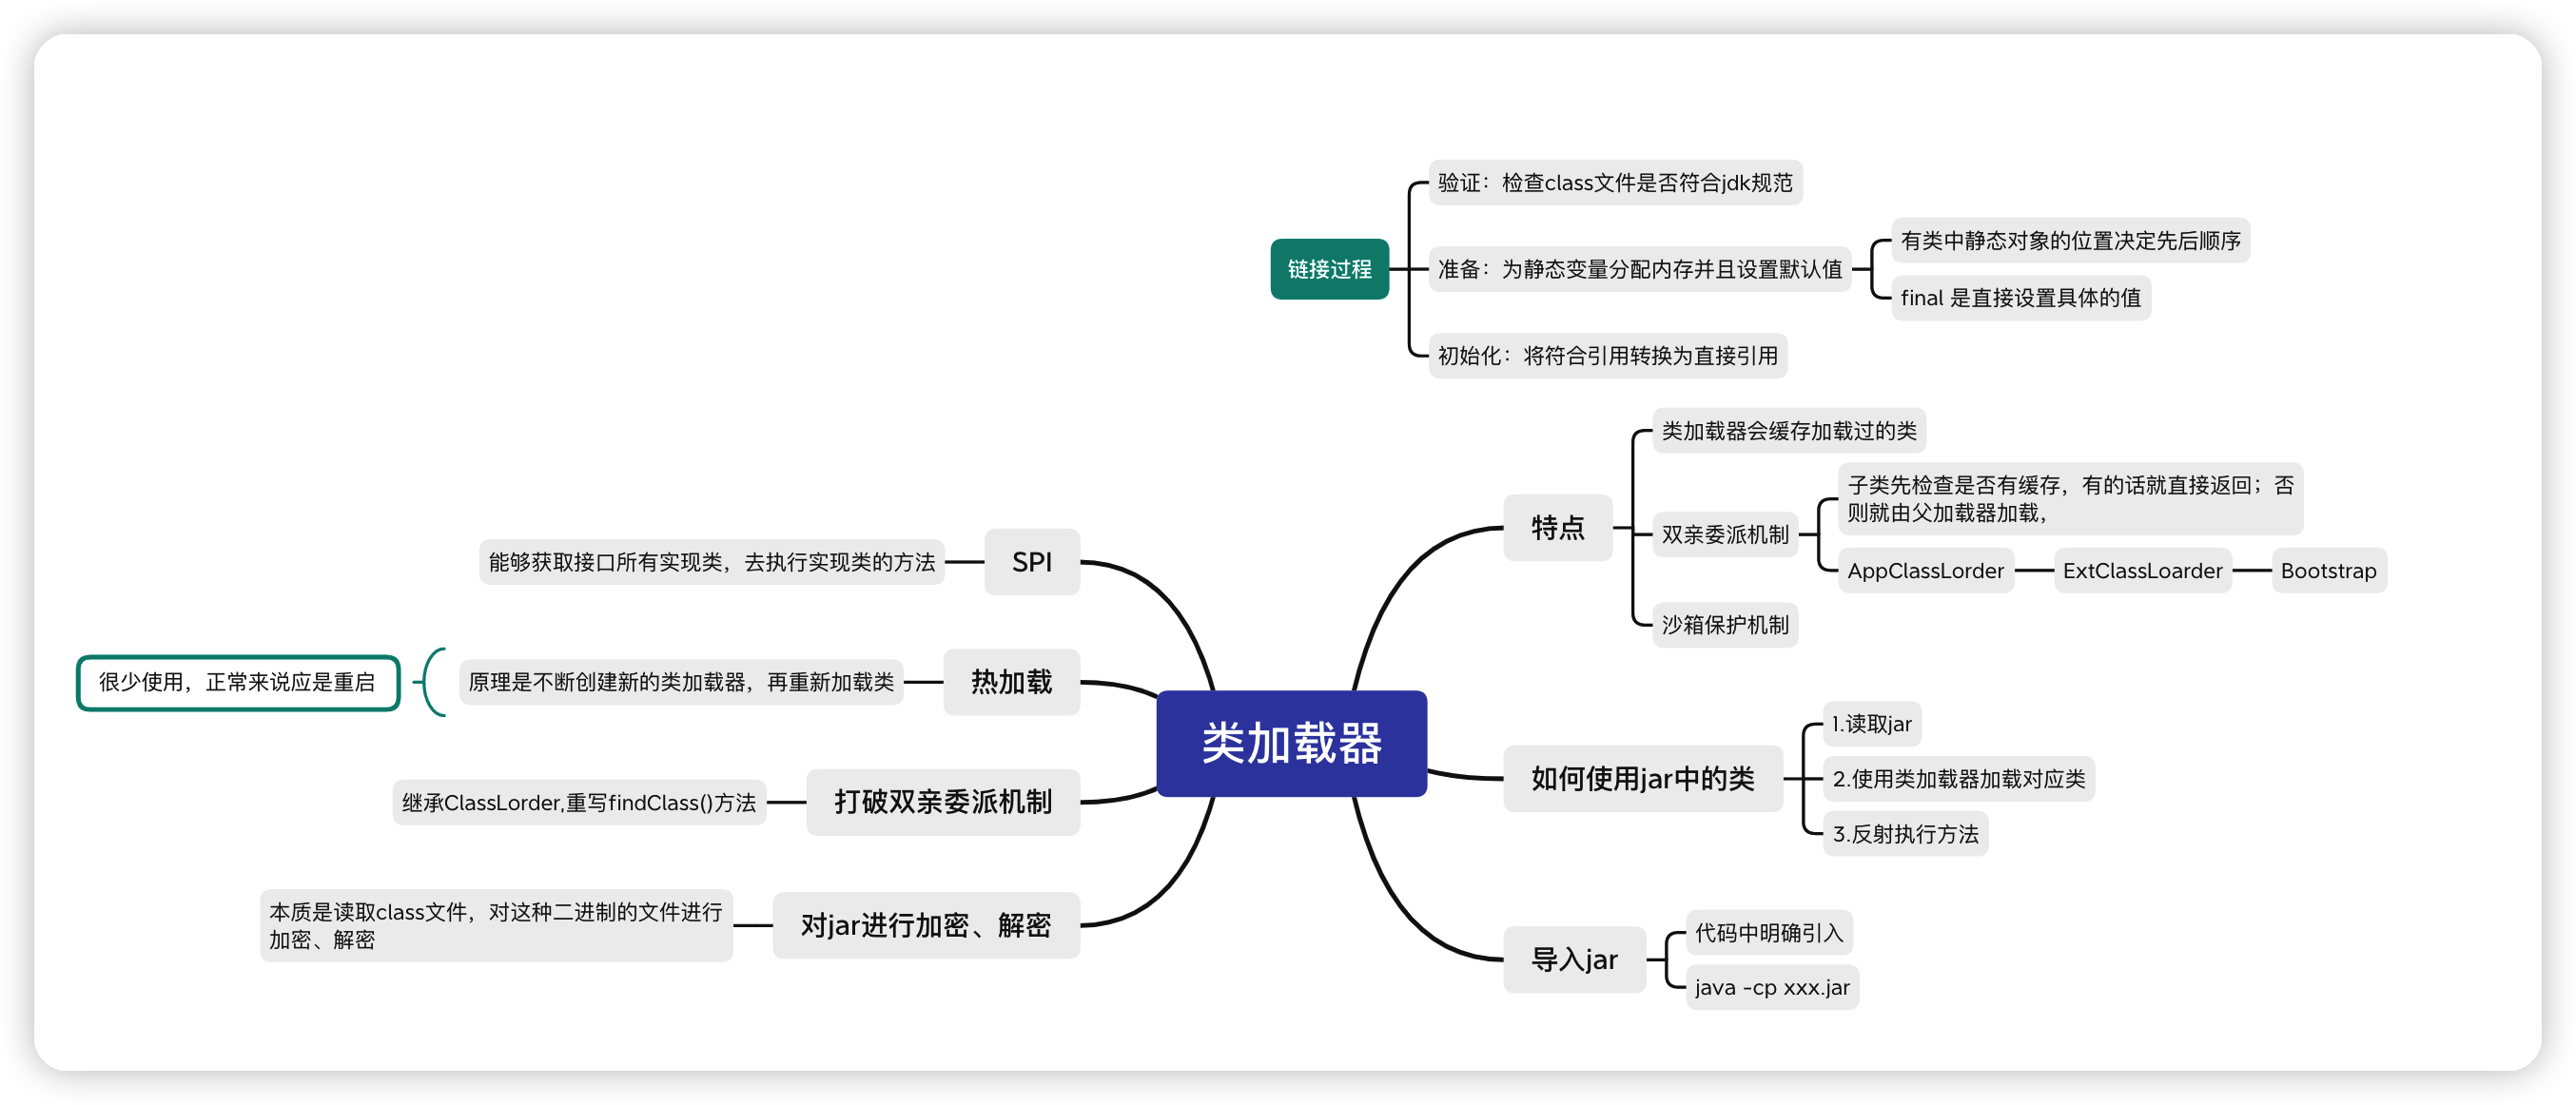 链接过程
验证：检查class文件是否符合jdk规范
准备：为静态变量分配内存并且设置默认值
有类中静态对象的位置决定先后顺序
final 是直接设置具体的值
初始化：将符合引用转换为直接引用
类加载器
特点
类加载器会缓存加载过的类
双亲委派机制
子类先检查是否有缓存，有的话就直接返回；否
则就由父加载器加载，
AppClassLorder
ExtClassLoarder
Bootstrap
沙箱保护机制
如何使用jar中的类
1.读取jar
2.使用类加载器加载对应类
3.反射执行方法
导入jar
代码中明确引入
java -cp xxx.jar
SPI
能够获取接口所有实现类，去执行实现类的方法
热加载
原理是不断创建新的类加载器，再重新加载类
很少使用，正常来说应是重启
打破双亲委派机制
继承ClassLorder,重写findClass()方法
对jar进行加密、解密
本质是读取class文件，对这种二进制的文件进行
加密、解密